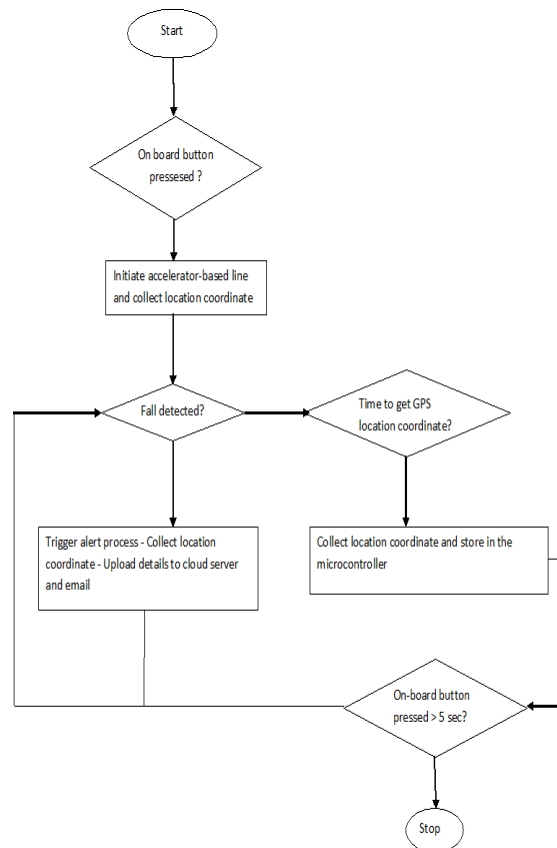 Start
On board button
pressesed ?
Initiate accelerator-based line
and collect location coordinate
Fall detected?
Time to get GPS
location coordinate?
Trigger alert process - Collect location
coordinate - Upload details to cloud server
and email
Collect location coordinate and store in the
microcontroller
On-board button
pressed > 5 sec?
Stop